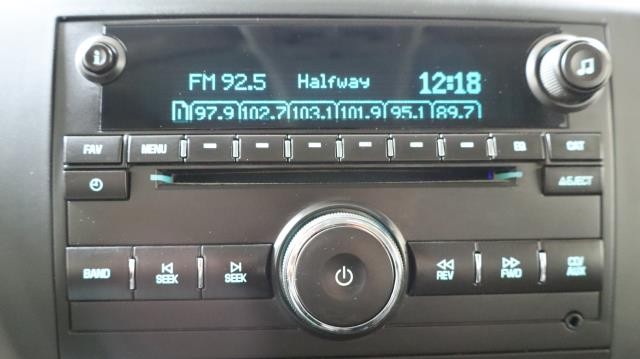 FM 92.5 Halfway 12:18
1 97.9 102.7 103.1 101.9 95.1 89.7
FAV MENU EQ CAT
EJECT
BAND SEEK SEEK REV FWD CD/AUX